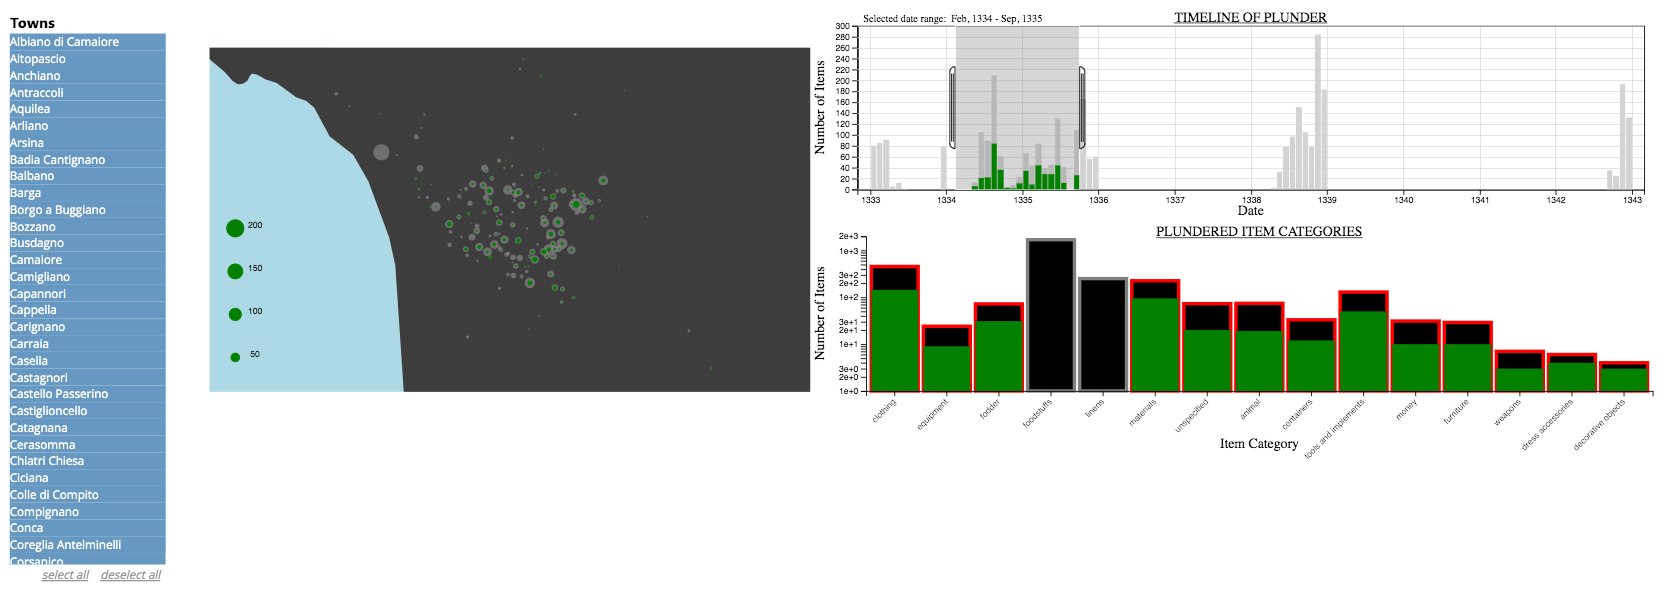 Towns
Albiano di Camaiore
Altopascio
Anchiano
Antraccoli
Aquilea
Arliano
Arsina
Badia Cantignano
Balbano
Barga
Borgo a Buggiano
Bozzano
Busdagno
Camaiore
Camigliano
Capannori
Cappella
Carignano
Carraia
Casella
Castagnori
Castello Passerino
Castiglioncello
Catagnana
Cerasomma
Chiatri Chiesa
Ciciana
Colle di Compito
Compignano
Conca
Coreglia Antelminelli
Corsanico
select all deselect all
200
150
100
50
Selected date range: Feb, 1334 - Sep, 1335
TIMELINE OF PLUNDER
Number of Items
300
280
260
240
220
200
180
160
140
120
100
80
60
40
20
0
1333 1334 1335 1336 1337 1338 1339 1340 1341 1342 1343
Date
PLUNDERED ITEM CATEGORIES
Number of Items
2e+3
1e+3
3e+2
2e+2
1e+2
3e+1
2e+1
1e+1
3e+0
2e+0
1e+0
clothing
equipment
fodder
foodstuffs
linens
materials
unspecified
animal
containers
tools and implements
money
furniture
weapons
dress accessories
decorative objects
Item Category